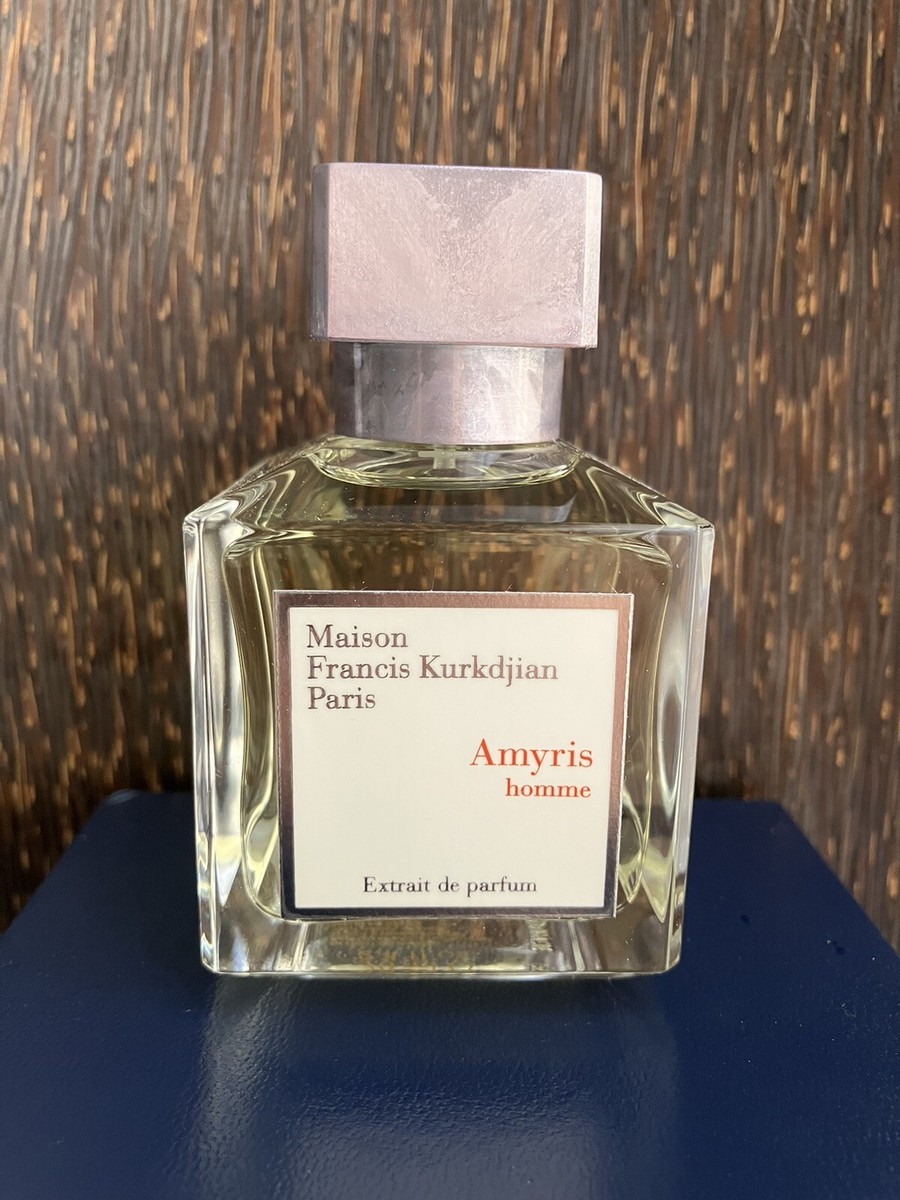 Maison
Francis Kurkdjian
Paris
Amyris
homme
Extrait de parfum